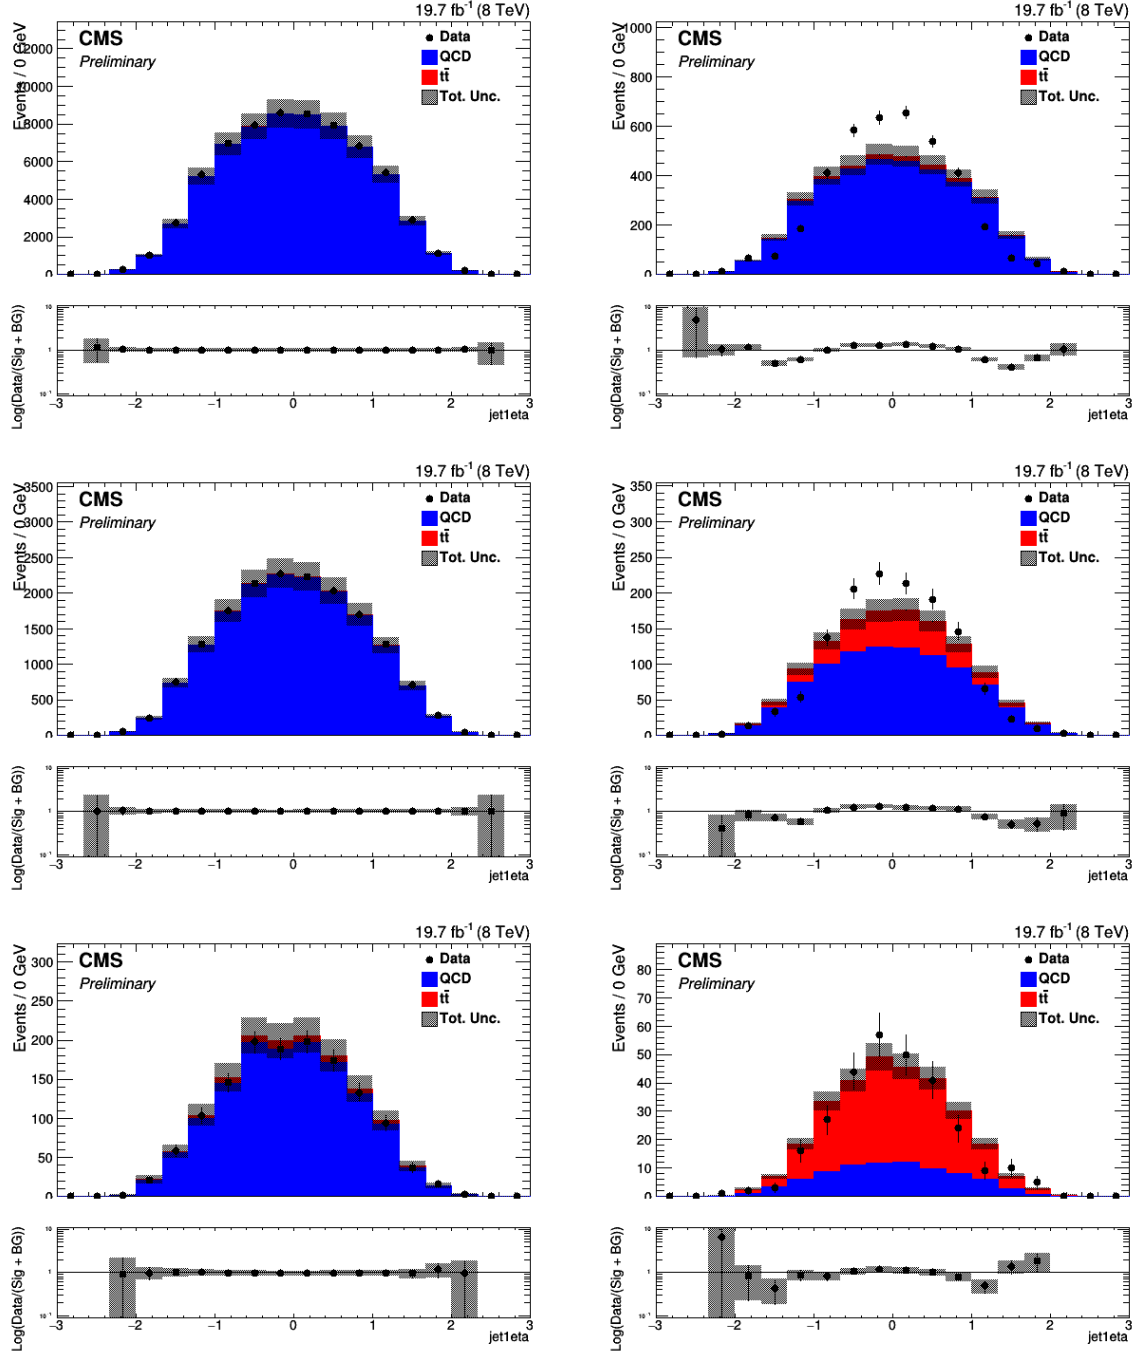 19.7 fb⁻¹ (8 TeV)
CMS
Preliminary
Data
QCD
tt̄
Tot. Unc.
Events / 0 GeV
12000
10000
8000
6000
4000
2000
0
Log(Data/(Sig + BG))
10
1
10⁻¹
−3 −2 −1 0 1 2 3
jet1eta
19.7 fb⁻¹ (8 TeV)
CMS
Preliminary
Data
QCD
tt̄
Tot. Unc.
Events / 0 GeV
1000
800
600
400
200
0
Log(Data/(Sig + BG))
10
1
10⁻¹
−3 −2 −1 0 1 2 3
jet1eta
19.7 fb⁻¹ (8 TeV)
CMS
Preliminary
Data
QCD
tt̄
Tot. Unc.
Events / 0 GeV
3500
3000
2500
2000
1500
1000
500
0
Log(Data/(Sig + BG))
10
1
10⁻¹
−3 −2 −1 0 1 2 3
jet1eta
19.7 fb⁻¹ (8 TeV)
CMS
Preliminary
Data
QCD
tt̄
Tot. Unc.
Events / 0 GeV
350
300
250
200
150
100
50
0
Log(Data/(Sig + BG))
10
1
10⁻¹
−3 −2 −1 0 1 2 3
jet1eta
19.7 fb⁻¹ (8 TeV)
CMS
Preliminary
Data
QCD
tt̄
Tot. Unc.
Events / 0 GeV
300
250
200
150
100
50
0
Log(Data/(Sig + BG))
10
1
10⁻¹
−3 −2 −1 0 1 2 3
jet1eta
19.7 fb⁻¹ (8 TeV)
CMS
Preliminary
Data
QCD
tt̄
Tot. Unc.
Events / 0 GeV
80
70
60
50
40
30
20
10
0
Log(Data/(Sig + BG))
10
1
10⁻¹
−3 −2 −1 0 1 2 3
jet1eta